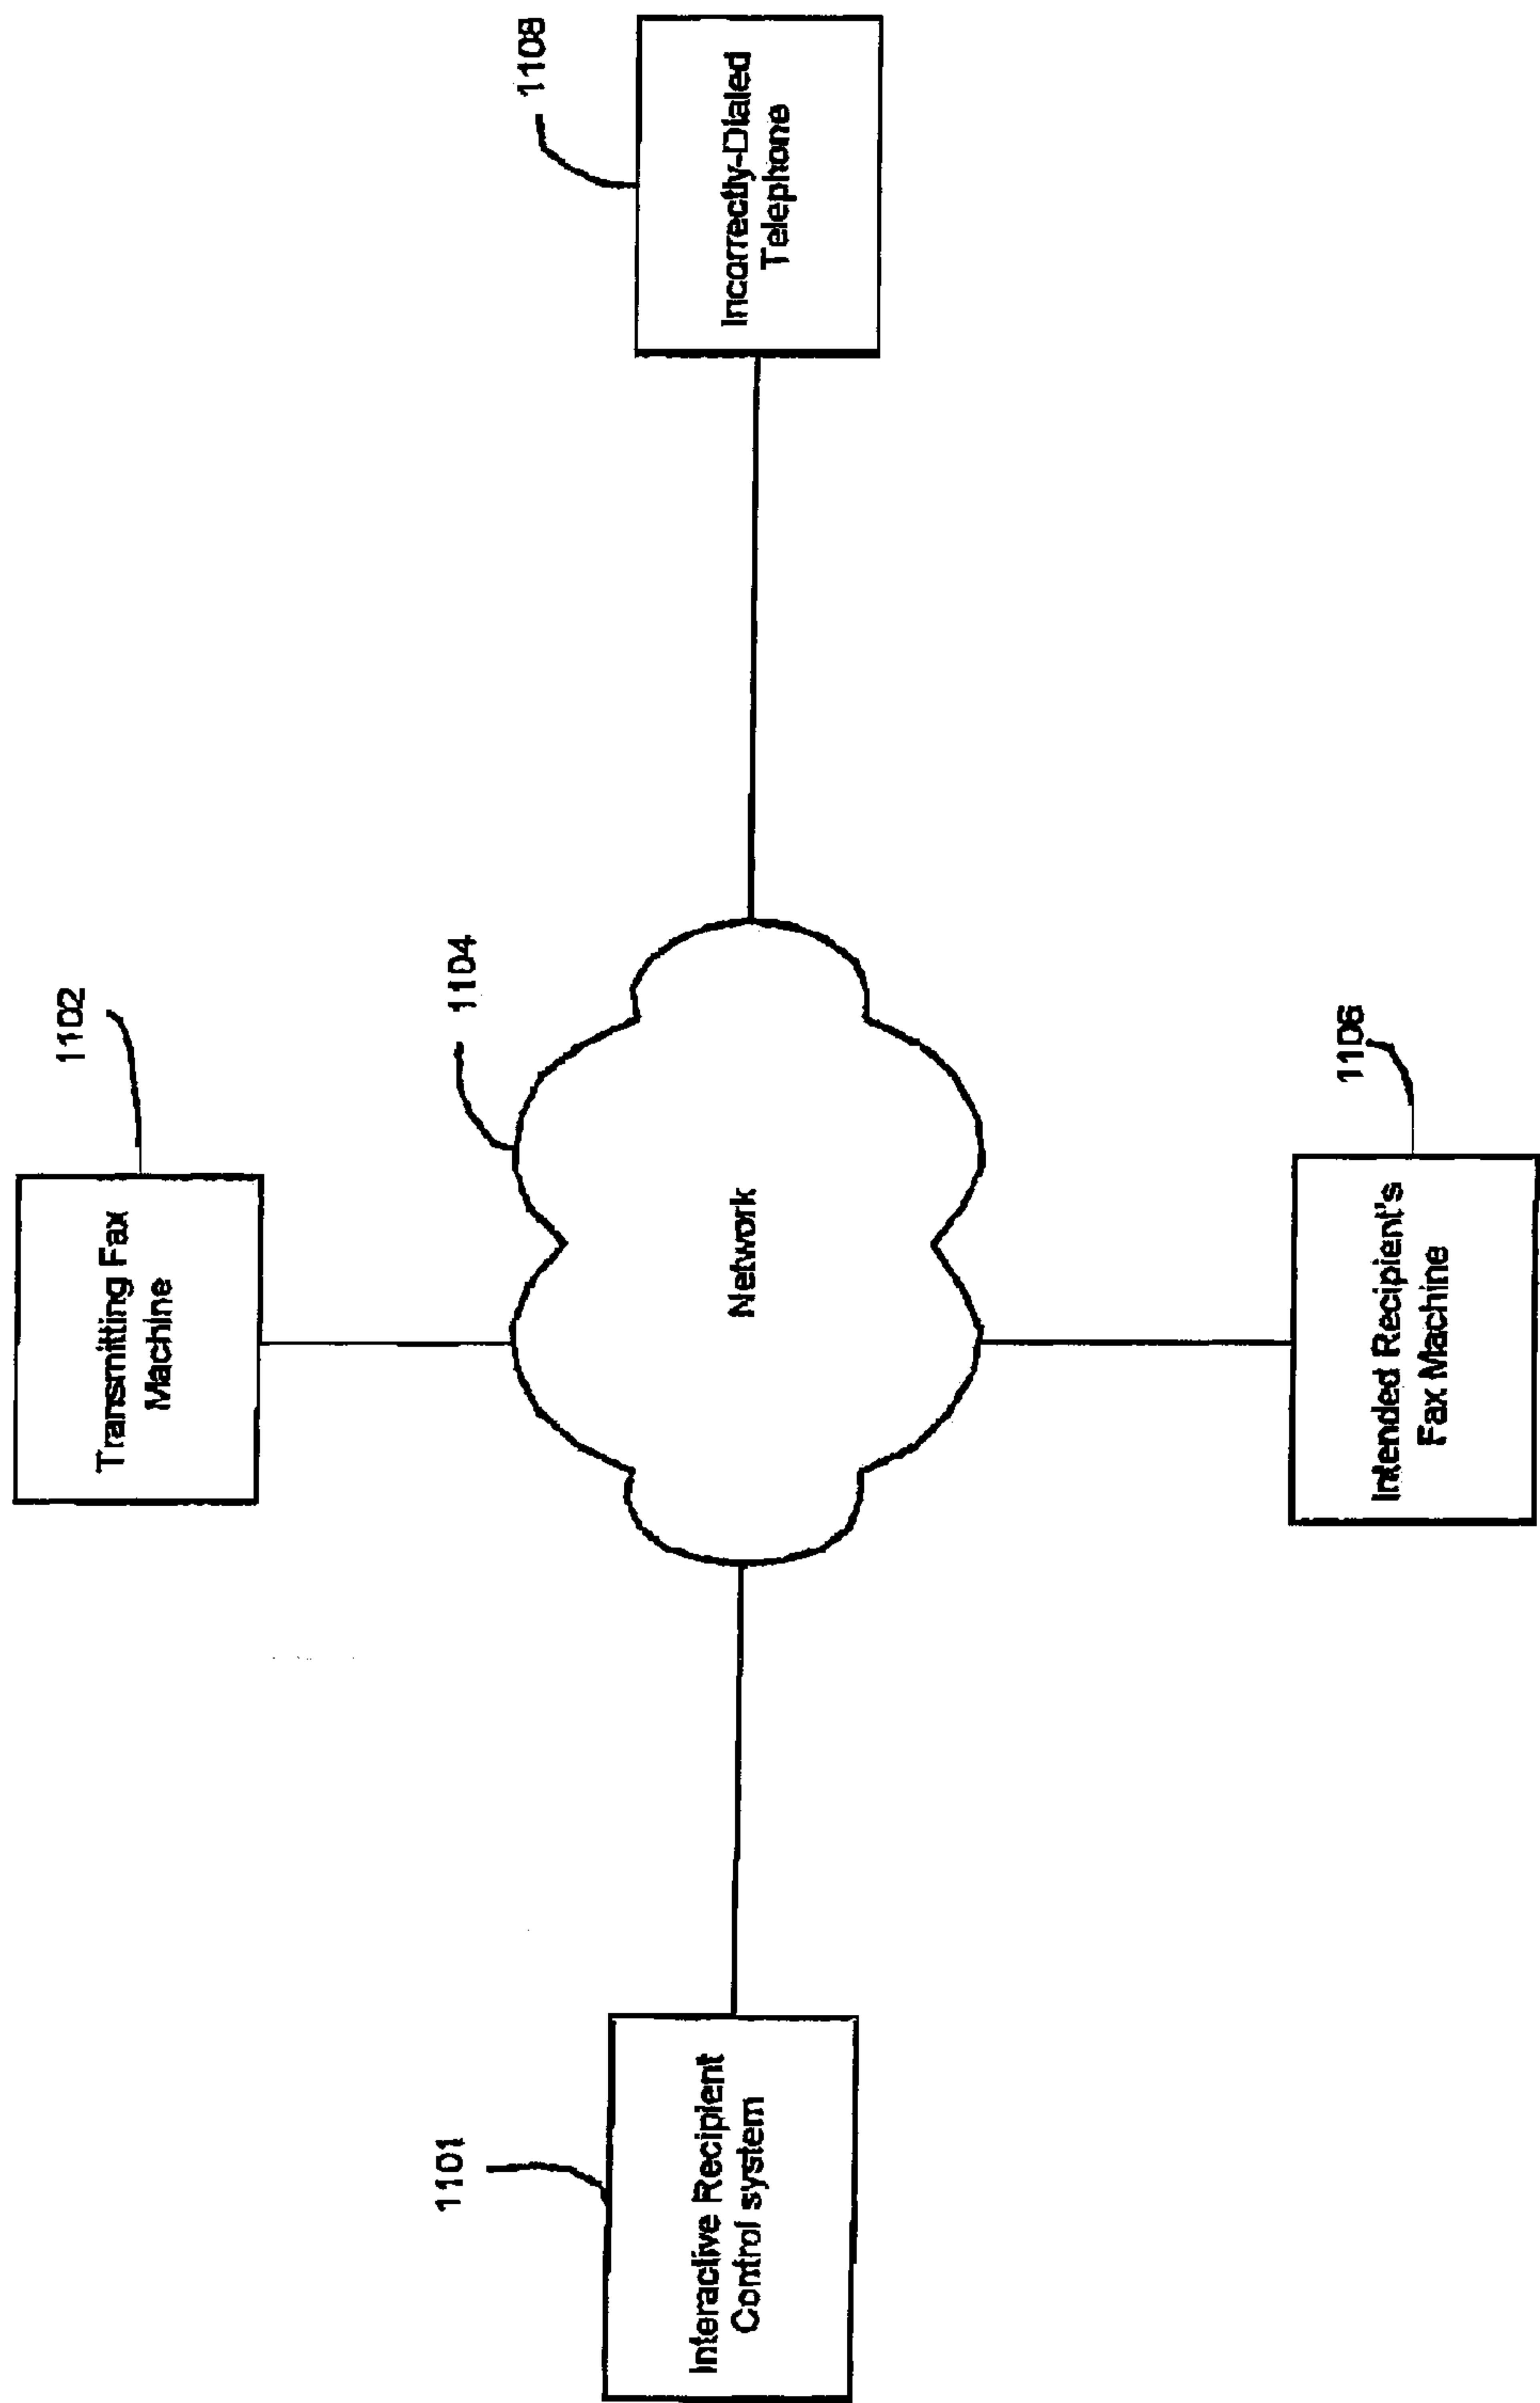 1102
Transmitting Fax
Machine
1104
Network
1101
Interactive Recipient
Control system
1108
Incorrectly-Dialed
Telephone
1106
Intended Recipient's
Fax Machine